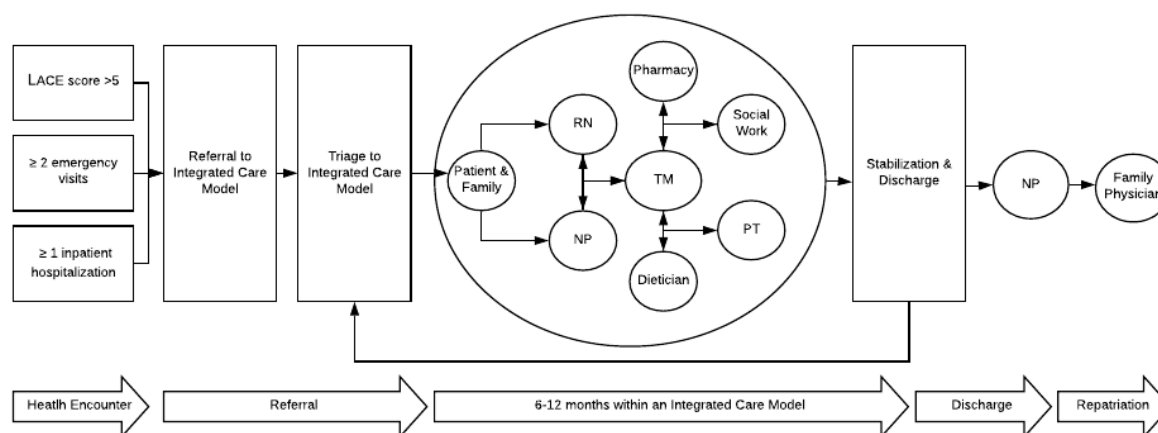 LACE score >5
≥ 2 emergency
visits
≥ 1 inpatient
hospitalization
Referral to
Integrated Care
Model
Triage to
Integrated Care
Model
Patient &
Family
RN
NP
Pharmacy
Social
Work
TM
PT
Dietician
Stabilization &
Discharge
NP
Family
Physician
Heatlh Encounter
Referral
6-12 months within an Integrated Care Model
Discharge
Repatriation